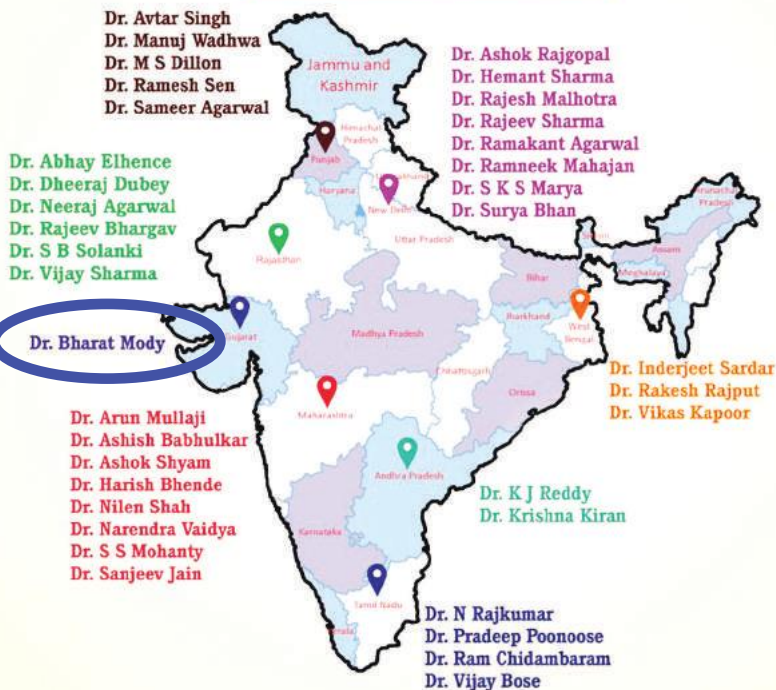 Dr. Avtar Singh
Dr. Manuj Wadhwa
Dr. M S Dillon
Dr. Ramesh Sen
Dr. Sameer Agarwal
Dr. Ashok Rajgopal
Dr. Hemant Sharma
Dr. Rajesh Malhotra
Dr. Rajeev Sharma
Dr. Ramakant Agarwal
Dr. Ramneek Mahajan
Dr. S K S Marya
Dr. Surya Bhan
Jammu and
Kashmir
Himachal
Pradesh
Punjab
Haryana
New Delhi
Uttar Pradesh
Dr. Abhay Elhence
Dr. Dheeraj Dubey
Dr. Neeraj Agarwal
Dr. Rajeev Bhargav
Dr. S B Solanki
Dr. Vijay Sharma
Rajasthan
Arunachal
Pradesh
Assam
Meghalaya
Bihar
Jharkhand
West
Bengal
Dr. Bharat Mody
Gujarat
Madhya Pradesh
Chhattisgarh
Orissa
Dr. Inderjeet Sardar
Dr. Rakesh Rajput
Dr. Vikas Kapoor
Maharashtra
Dr. Arun Mullaji
Dr. Ashish Babhulkar
Dr. Ashok Shyam
Dr. Harish Bhende
Dr. Nilen Shah
Dr. Narendra Vaidya
Dr. S S Mohanty
Dr. Sanjeev Jain
Andhra Pradesh
Dr. K J Reddy
Dr. Krishna Kiran
Karnataka
Tamil Nadu
Kerala
Dr. N Rajkumar
Dr. Pradeep Poonoose
Dr. Ram Chidambaram
Dr. Vijay Bose